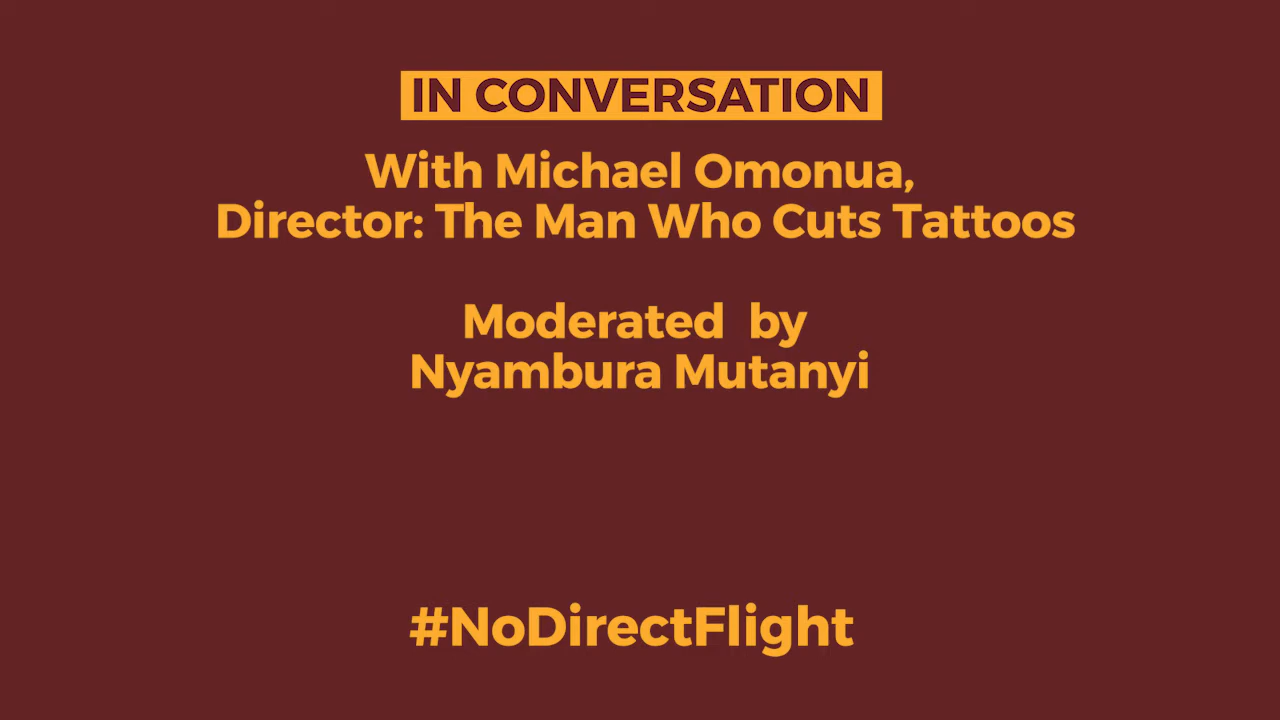 IN CONVERSATION
With Michael Omonua,
Director: The Man Who Cuts Tattoos
Moderated by
Nyambura Mutanyi
#NoDirectFlight